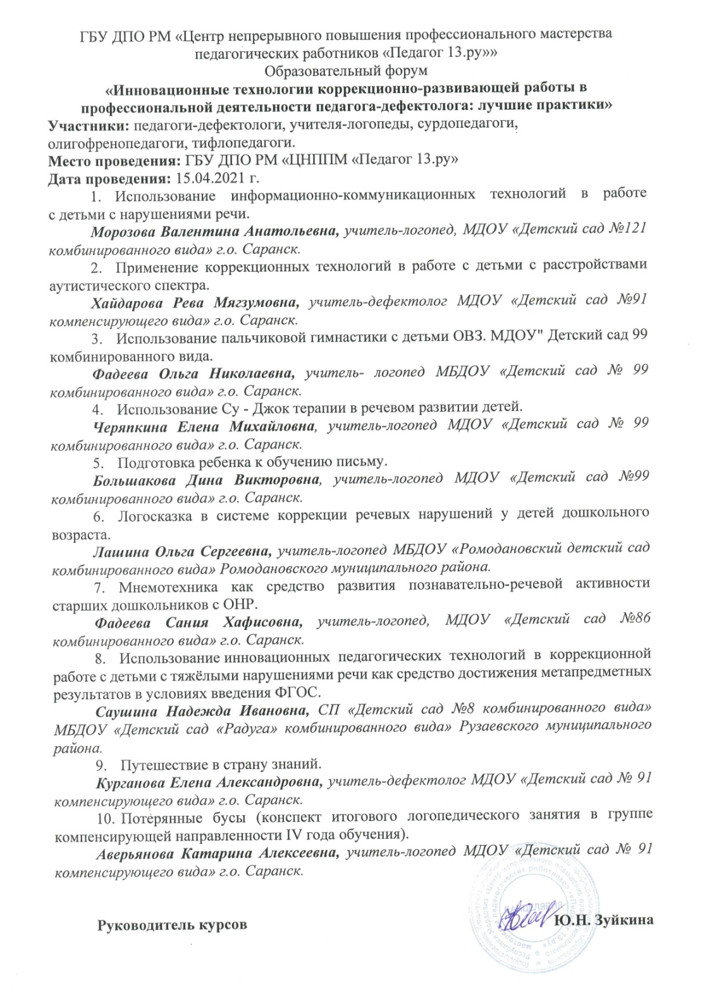 ГБУ ДПО РМ «Центр непрерывного повышения профессионального мастерства
педагогических работников «Педагог 13.ру»»
Образовательный форум
«Инновационные технологии коррекционно-развивающей работы в
профессиональной деятельности педагога-дефектолога: лучшие практики»
Участники: педагоги-дефектологи, учителя-логопеды, сурдопедагоги,
олигофренопедагоги, тифлопедагоги.
Место проведения: ГБУ ДПО РМ «ЦНППМ «Педагог 13.ру»
Дата проведения: 15.04.2021 г.
1. Использование информационно-коммуникационных технологий в работе
с детьми с нарушениями речи.
Морозова Валентина Анатольевна, учитель-логопед, МДОУ «Детский сад №121
комбинированного вида» г.о. Саранск.
2. Применение коррекционных технологий в работе с детьми с расстройствами
аутистического спектра.
Хайдарова Рева Мягзумовна, учитель-дефектолог МДОУ «Детский сад №91
компенсирующего вида» г.о. Саранск.
3. Использование пальчиковой гимнастики с детьми ОВЗ. МДОУ" Детский сад 99
комбинированного вида.
Фадеева Ольга Николаевна, учитель- логопед МБДОУ «Детский сад № 99
комбинированного вида» г.о. Саранск.
4. Использование Су - Джок терапии в речевом развитии детей.
Черяпкина Елена Михайловна, учитель-логопед МДОУ «Детский сад № 99
комбинированного вида» г.о. Саранск.
5. Подготовка ребенка к обучению письму.
Большакова Дина Викторовна, учитель-логопед МДОУ «Детский сад №99
комбинированного вида» г.о. Саранск.
6. Логосказка в системе коррекции речевых нарушений у детей дошкольного
возраста.
Лашина Ольга Сергеевна, учитель-логопед МБДОУ «Ромодановский детский сад
комбинированного вида» Ромодановского муниципального района.
7. Мнемотехника как средство развития познавательно-речевой активности
старших дошкольников с ОНР.
Фадеева Сания Хафисовна, учитель-логопед, МДОУ «Детский сад №86
комбинированного вида» г.о. Саранск.
8. Использование инновационных педагогических технологий в коррекционной
работе с детьми с тяжёлыми нарушениями речи как средство достижения метапредметных
результатов в условиях введения ФГОС.
Саушина Надежда Ивановна, СП «Детский сад №8 комбинированного вида»
МБДОУ «Детский сад «Радуга» комбинированного вида» Рузаевского муниципального
района.
9. Путешествие в страну знаний.
Курганова Елена Александровна, учитель-дефектолог МДОУ «Детский сад № 91
компенсирующего вида» г.о. Саранск.
10. Потерянные бусы (конспект итогового логопедического занятия в группе
компенсирующей направленности IV года обучения).
Аверьянова Катарина Алексеевна, учитель-логопед МДОУ «Детский сад № 91
компенсирующего вида» г.о. Саранск.
Руководитель курсов Ю.Н. Зуйкина
КАНЦЕЛЯРИЯ